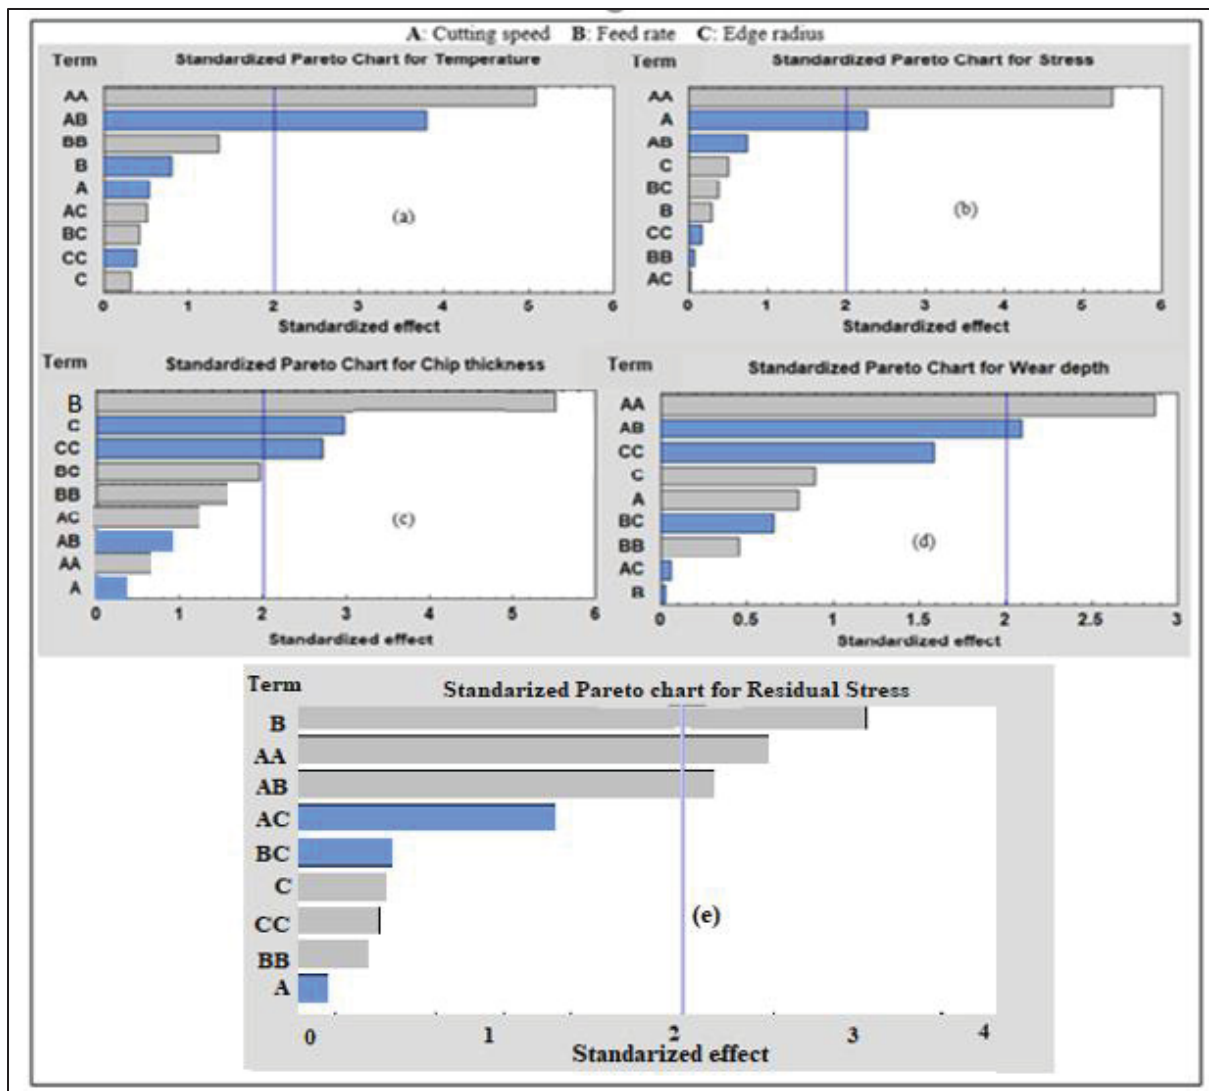 A: Cutting speed B: Feed rate C: Edge radius
Term Standardized Pareto Chart for Temperature
AA
AB
BB
B
A
AC
BC
CC
C
(a)
0 1 2 3 4 5 6
Standardized effect
Term Standardized Pareto Chart for Stress
AA
A
AB
C
BC
B
CC
BB
AC
(b)
0 1 2 3 4 5 6
Standardized effect
Term Standardized Pareto Chart for Chip thickness
B
C
CC
BC
BB
AC
AB
AA
A
(c)
0 1 2 3 4 5 6
Standardized effect
Term Standardized Pareto Chart for Wear depth
AA
AB
CC
C
A
BC
BB
AC
B
(d)
0 0.5 1 1.5 2 2.5 3
Standardized effect
Term Standarized Pareto chart for Residual Stress
B
AA
AB
AC
BC
C
CC
BB
A
(e)
0 1 2 3 4
Standarized effect